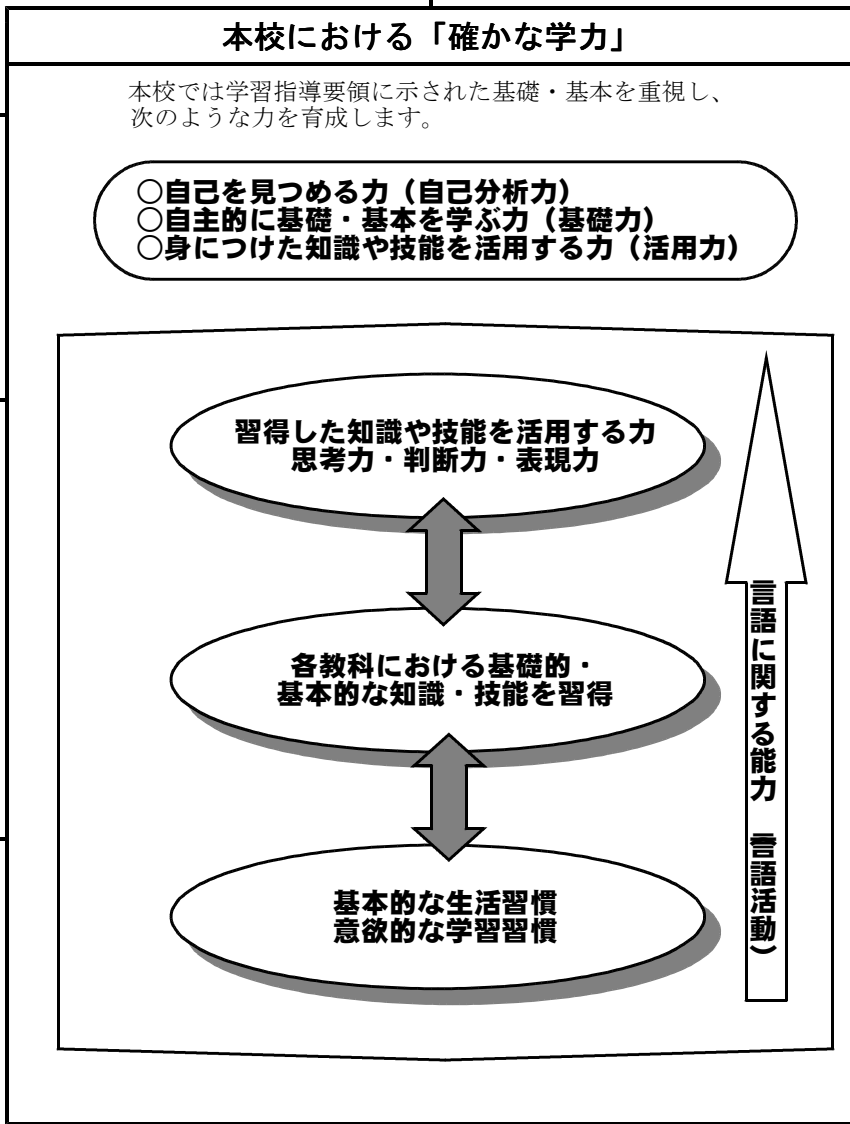 本校における「確かな学力」
本校では学習指導要領に示された基礎・基本を重視し、
次のような力を育成します。
○自己を見つめる力（自己分析力）
○自主的に基礎・基本を学ぶ力（基礎力）
○身につけた知識や技能を活用する力（活用力）
習得した知識や技能を活用する力
思考力・判断力・表現力
各教科における基礎的・
基本的な知識・技能を習得
基本的な生活習慣
意欲的な学習習慣
言語に関する能力　言語活動）